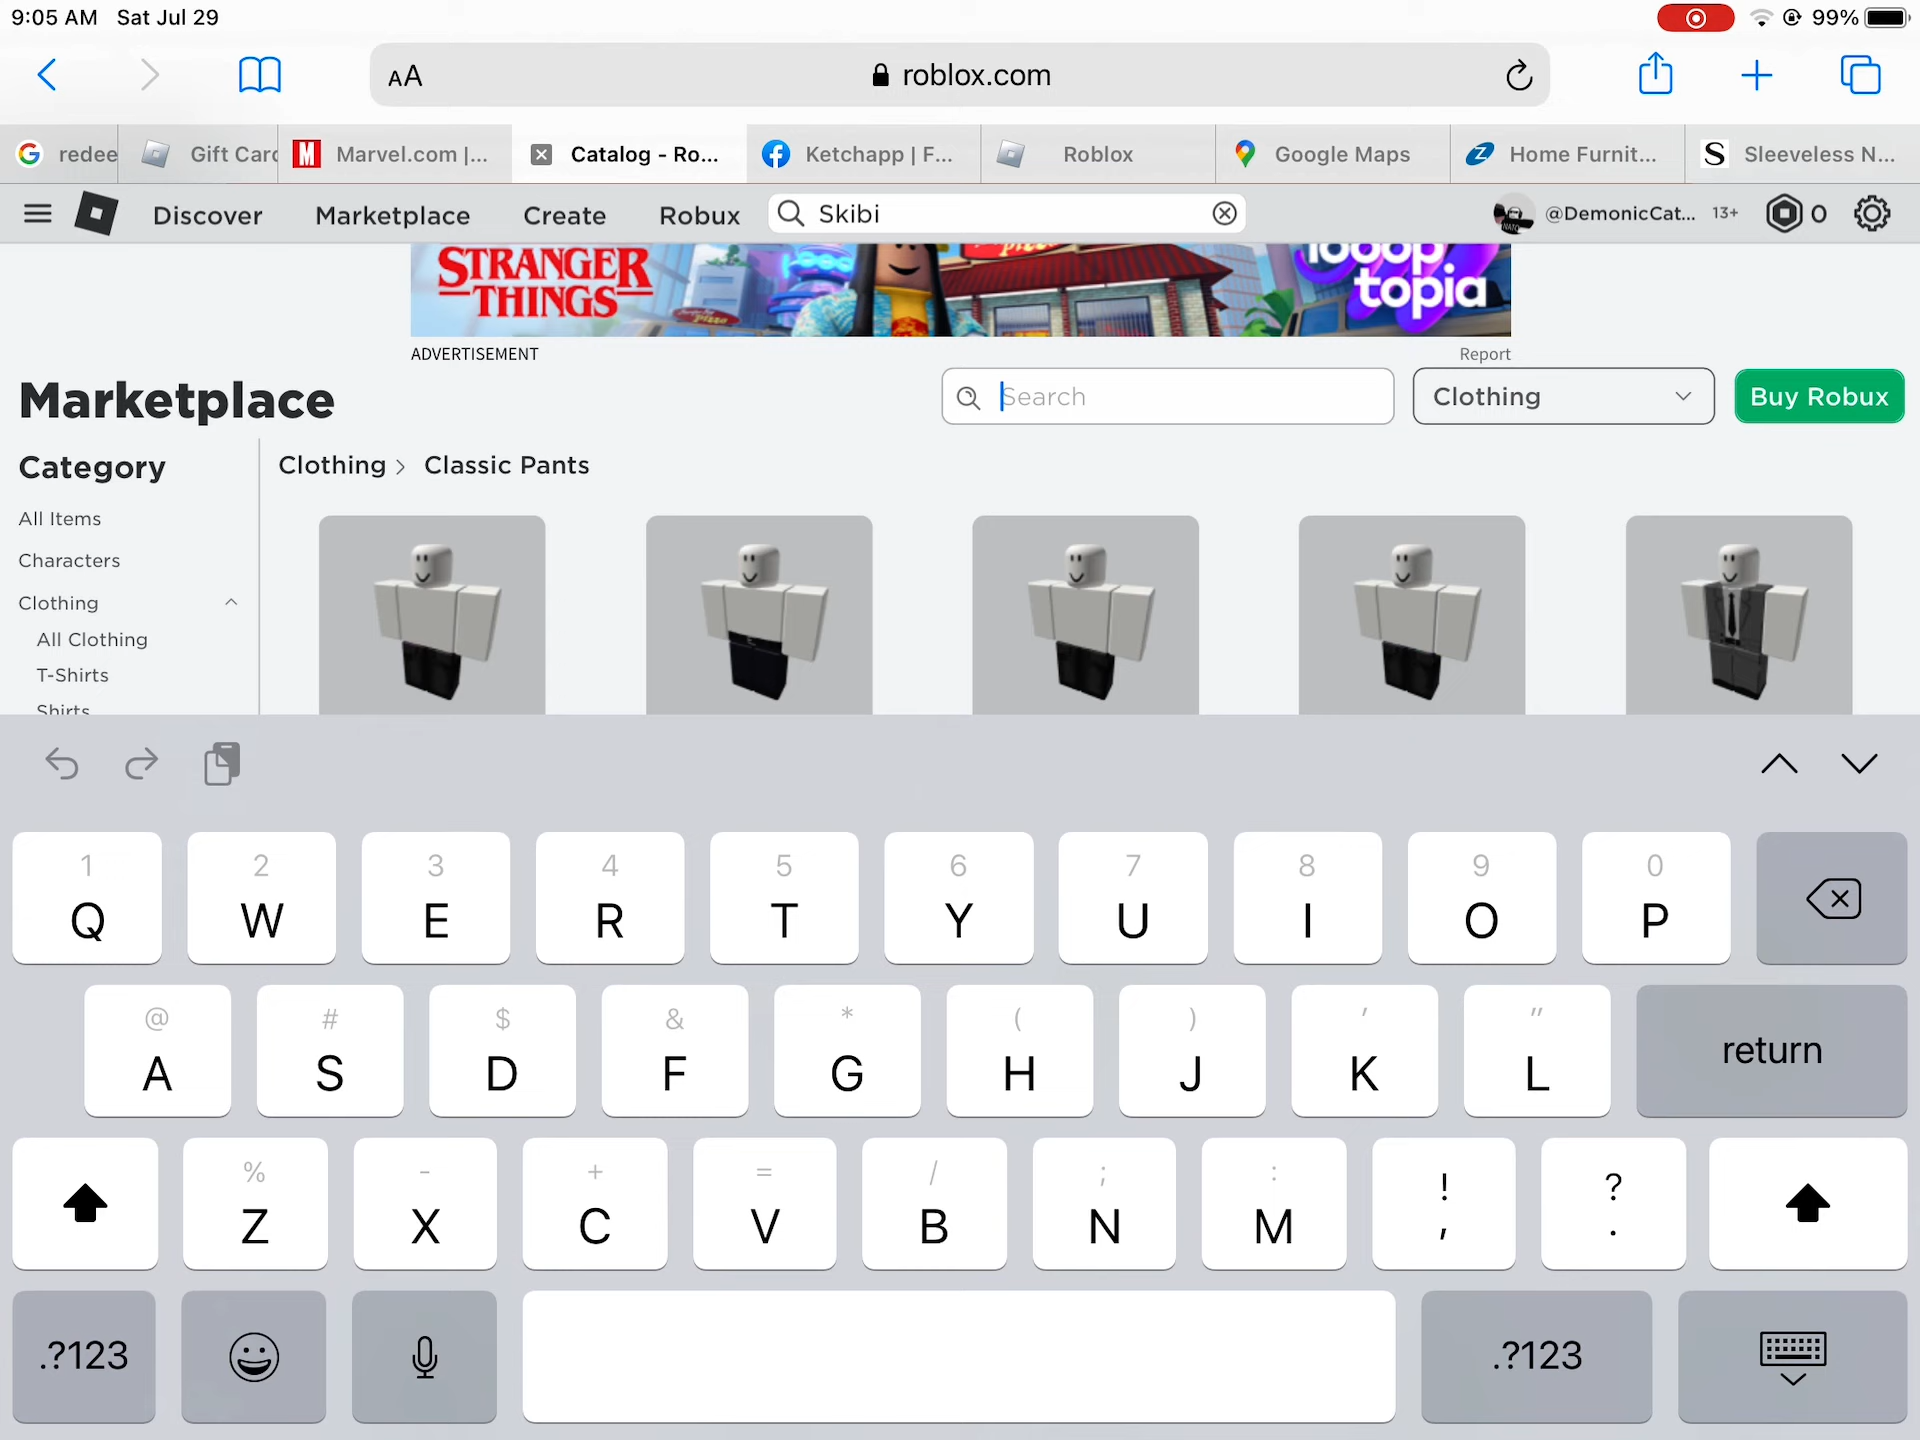 9:05 AM Sat Jul 29
99%
AA
roblox.com
redee
Gift Card
Marvel.com |...
Catalog - Ro...
Ketchapp | F...
Roblox
Google Maps
Home Furnit...
Sleeveless N...
Discover
Marketplace
Create
Robux
Skibi
@DemonicCat...
13+
0
STRANGER
THINGS
topia
ADVERTISEMENT
Report
Marketplace
Search
Clothing
Buy Robux
Category
Clothing > Classic Pants
All Items
Characters
Clothing
All Clothing
T-Shirts
Shirts
1 2 3 4 5 6 7 8 9 0
Q W E R T Y U I O P
@ # $ & * ( ) ' "
A S D F G H J K L return
% - + = / ; : ! ?
Z X C V B N M , .
.?123 .?123